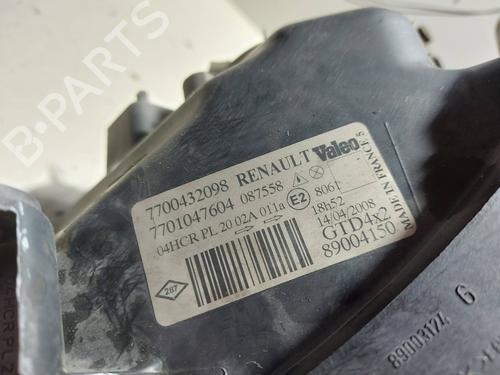 B-PARTS
7700432098 RENAULT Valeo
7701047604 087558 E2 8061
04HCR PL 20 02A 011a 18h52
14/04/2008
GTD4x2
89004150
MADE IN FRANCE
287
89003124 G